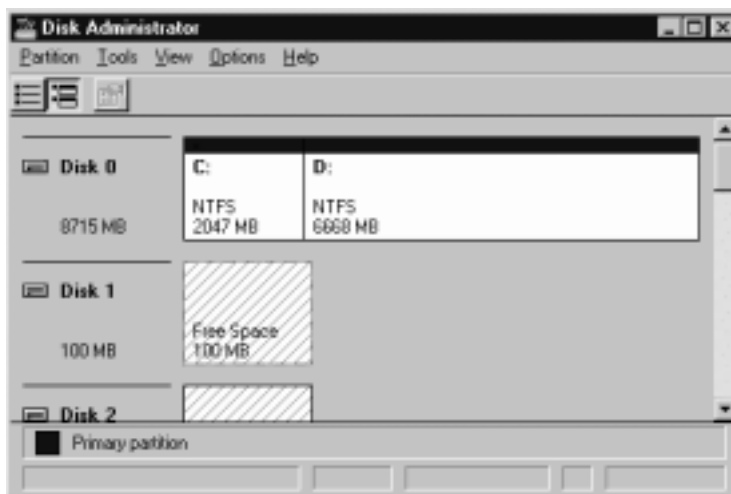 Disk Administrator
Partition Tools View Options Help
Disk 0
8715 MB
C:
NTFS
2047 MB
D:
NTFS
6668 MB
Disk 1
100 MB
Free Space
100 MB
Disk 2
Primary partition